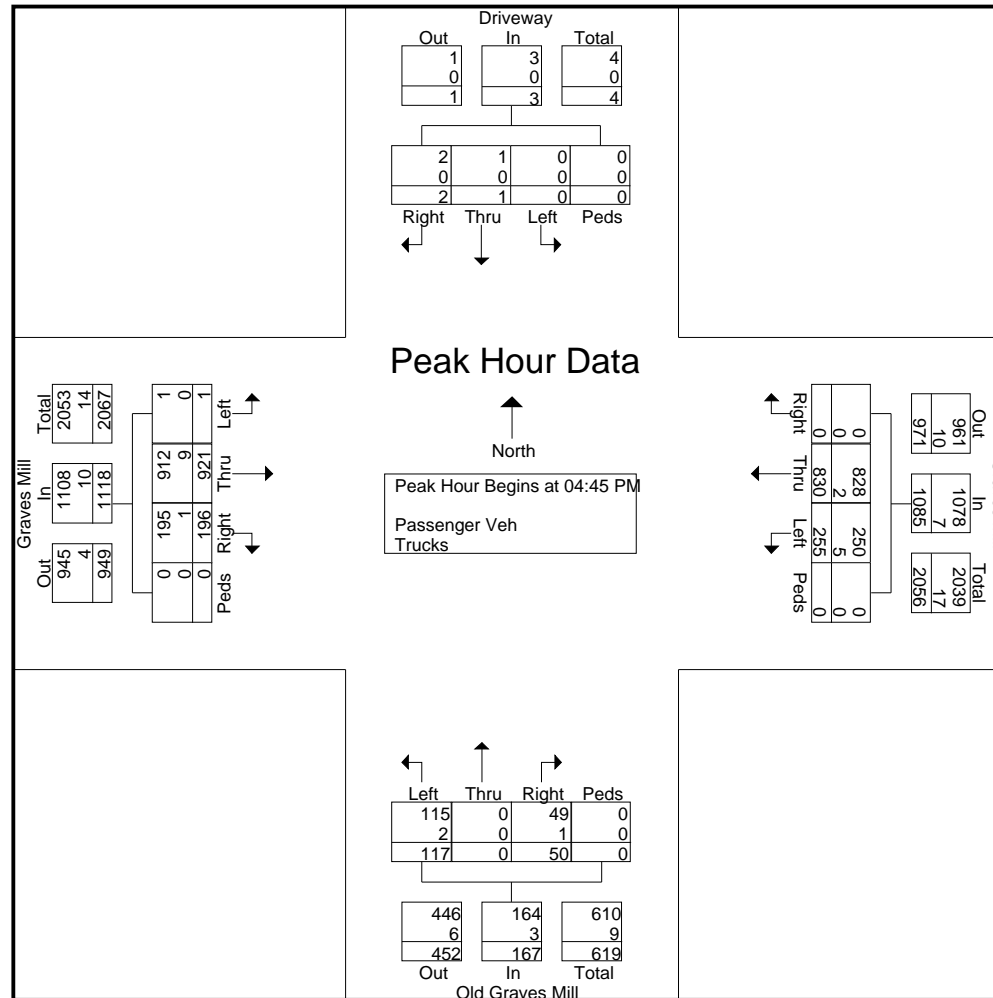 Driveway
Out In Total
1 3 4
0 0 0
1 3 4
2 1 0 0
0 0 0 0
2 1 0 0
Right Thru Left Peds
Peak Hour Data
North
Peak Hour Begins at 04:45 PM
Passenger Veh
Trucks
Graves Mill
Total In Out
2053 1108 945
14 10 4
2067 1118 949
1 912 195 0
0 9 1 0
1 921 196 0
Left Thru Right Peds
Right Thru Left Peds
0 830 255 0
0 2 5 0
0 828 250 0
971 1085 2056
10 7 17
961 1078 2039
Out In Total
Left Thru Right Peds
115 0 49 0
2 0 1 0
117 0 50 0
446 164 610
6 3 9
452 167 619
Out In Total
Old Graves Mill